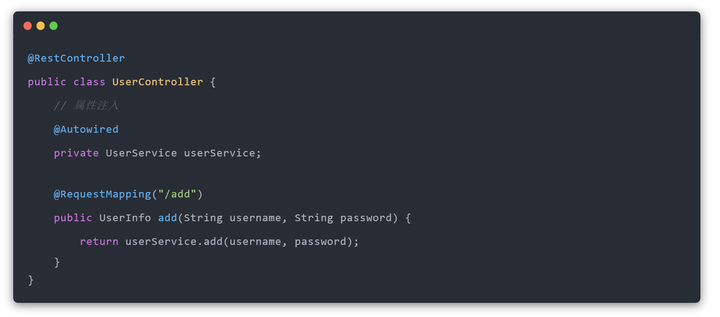 @RestController
public class UserController {
    // 属性注入
    @Autowired
    private UserService userService;

    @RequestMapping("/add")
    public UserInfo add(String username, String password) {
        return userService.add(username, password);
    }
}